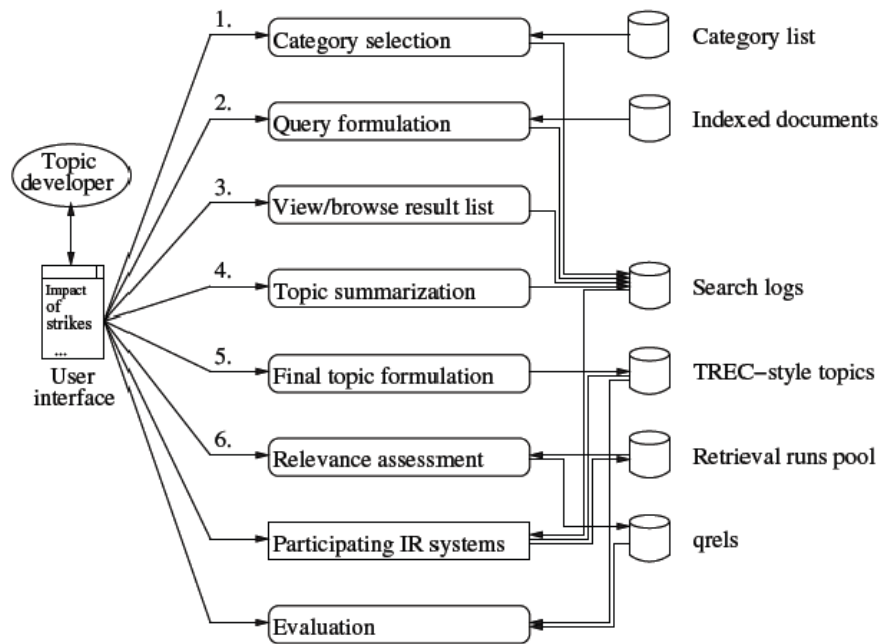 1.
Category selection
Category list
2.
Query formulation
Indexed documents
Topic
developer
3.
View/browse result list
Impact
of
strikes
...
User
interface
4.
Topic summarization
Search logs
5.
Final topic formulation
TREC-style topics
6.
Relevance assessment
Retrieval runs pool
Participating IR systems
qrels
Evaluation